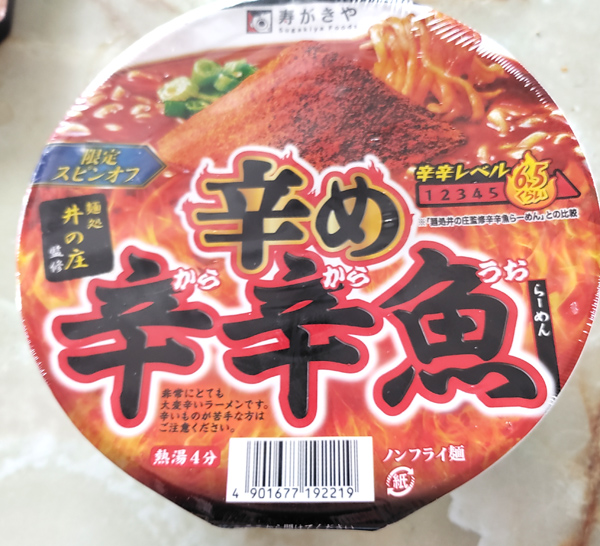 寿がきや
Sugakiya Foods
限定
スピンオフ
辛辛レベル
1 2 3 4 5 6.5
くらい
※「麺処井の庄監修辛辛魚らーめん」との比較
麺処
井の庄
監修
辛め
から から うお
辛辛魚
らーめん
非常にとても
大変辛いラーメンです。
辛いものが苦手な方は
ご注意ください。
熱湯4分
4 901677 192219
ノンフライ麺
紙